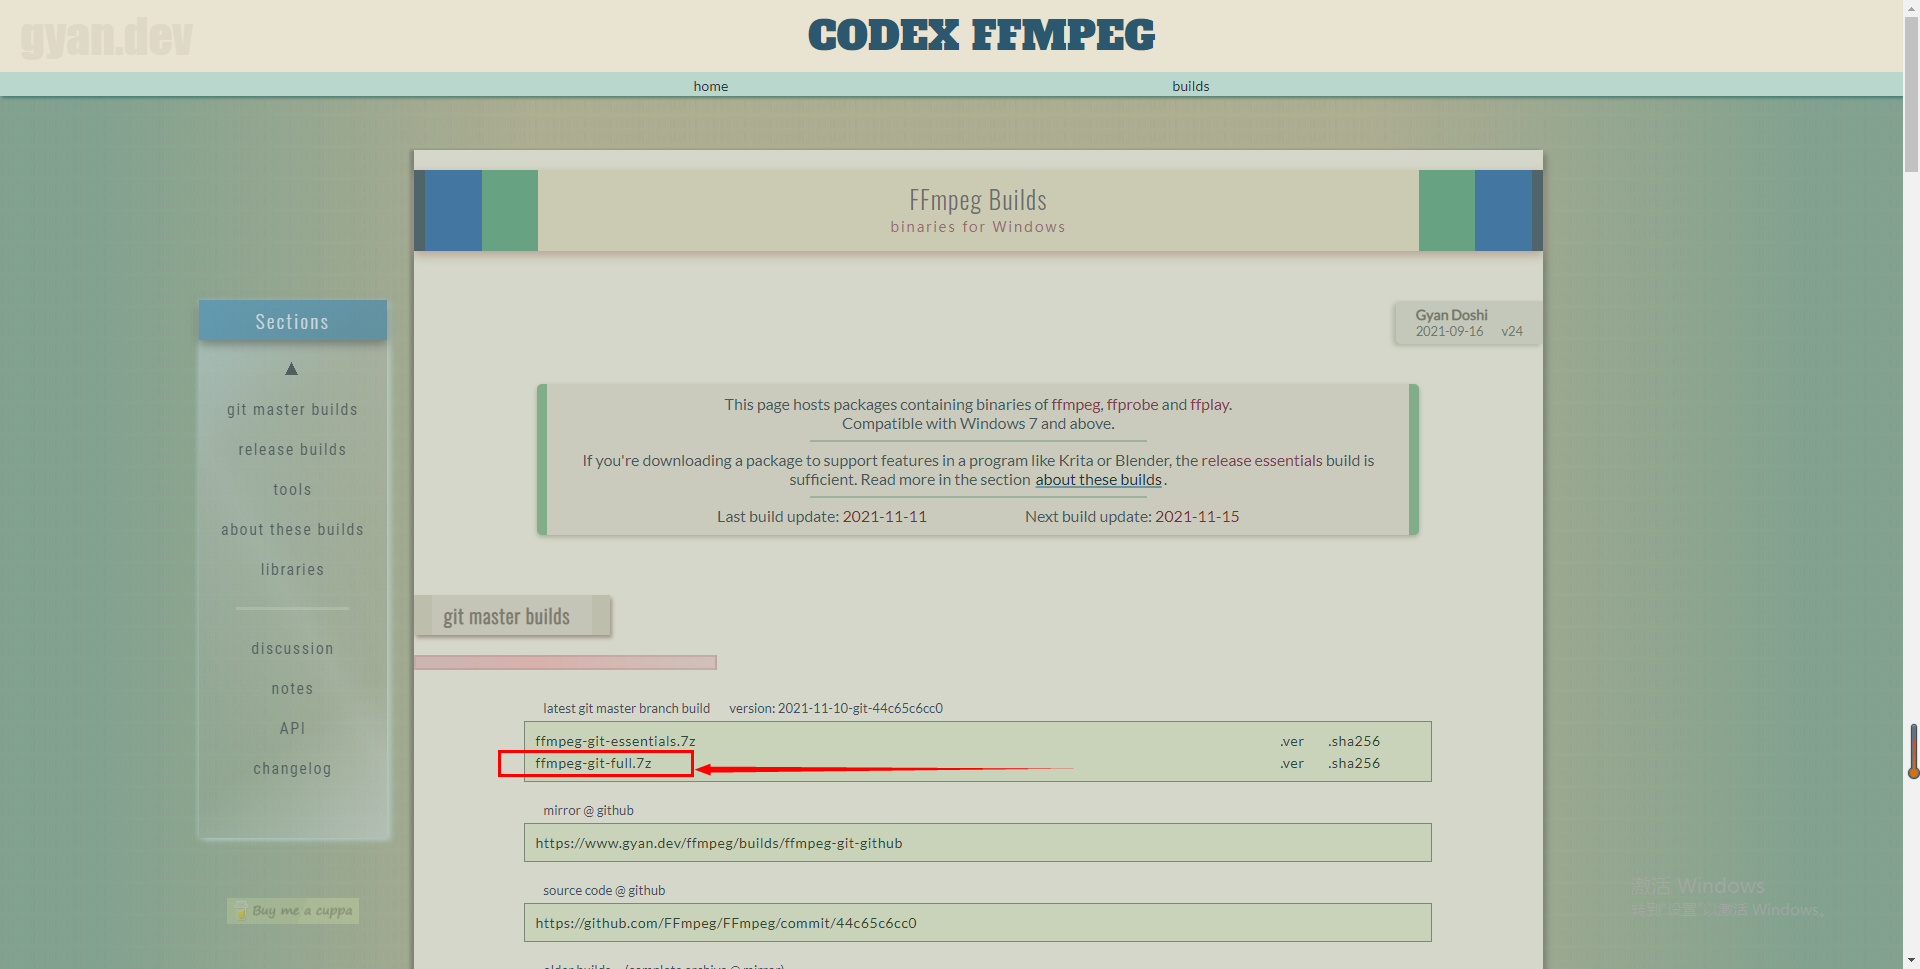 gyan.dev
CODEX FFMPEG
home
builds
FFmpeg Builds
binaries for Windows
Gyan Doshi
2021-09-16 v24
Sections
▲
git master builds
release builds
tools
about these builds
libraries
discussion
notes
API
changelog
Buy me a cuppa
This page hosts packages containing binaries of ffmpeg, ffprobe and ffplay.
Compatible with Windows 7 and above.
If you're downloading a package to support features in a program like Krita or Blender, the release essentials build is
sufficient. Read more in the section about these builds.
Last build update: 2021-11-11 Next build update: 2021-11-15
git master builds
latest git master branch build version: 2021-11-10-git-44c65c6cc0
ffmpeg-git-essentials.7z .ver .sha256
ffmpeg-git-full.7z .ver .sha256
mirror @ github
https://www.gyan.dev/ffmpeg/builds/ffmpeg-git-github
source code @ github
https://github.com/FFmpeg/FFmpeg/commit/44c65c6cc0
older builds (complete archive @ mirror)
激活 Windows
转到"设置"以激活 Windows。